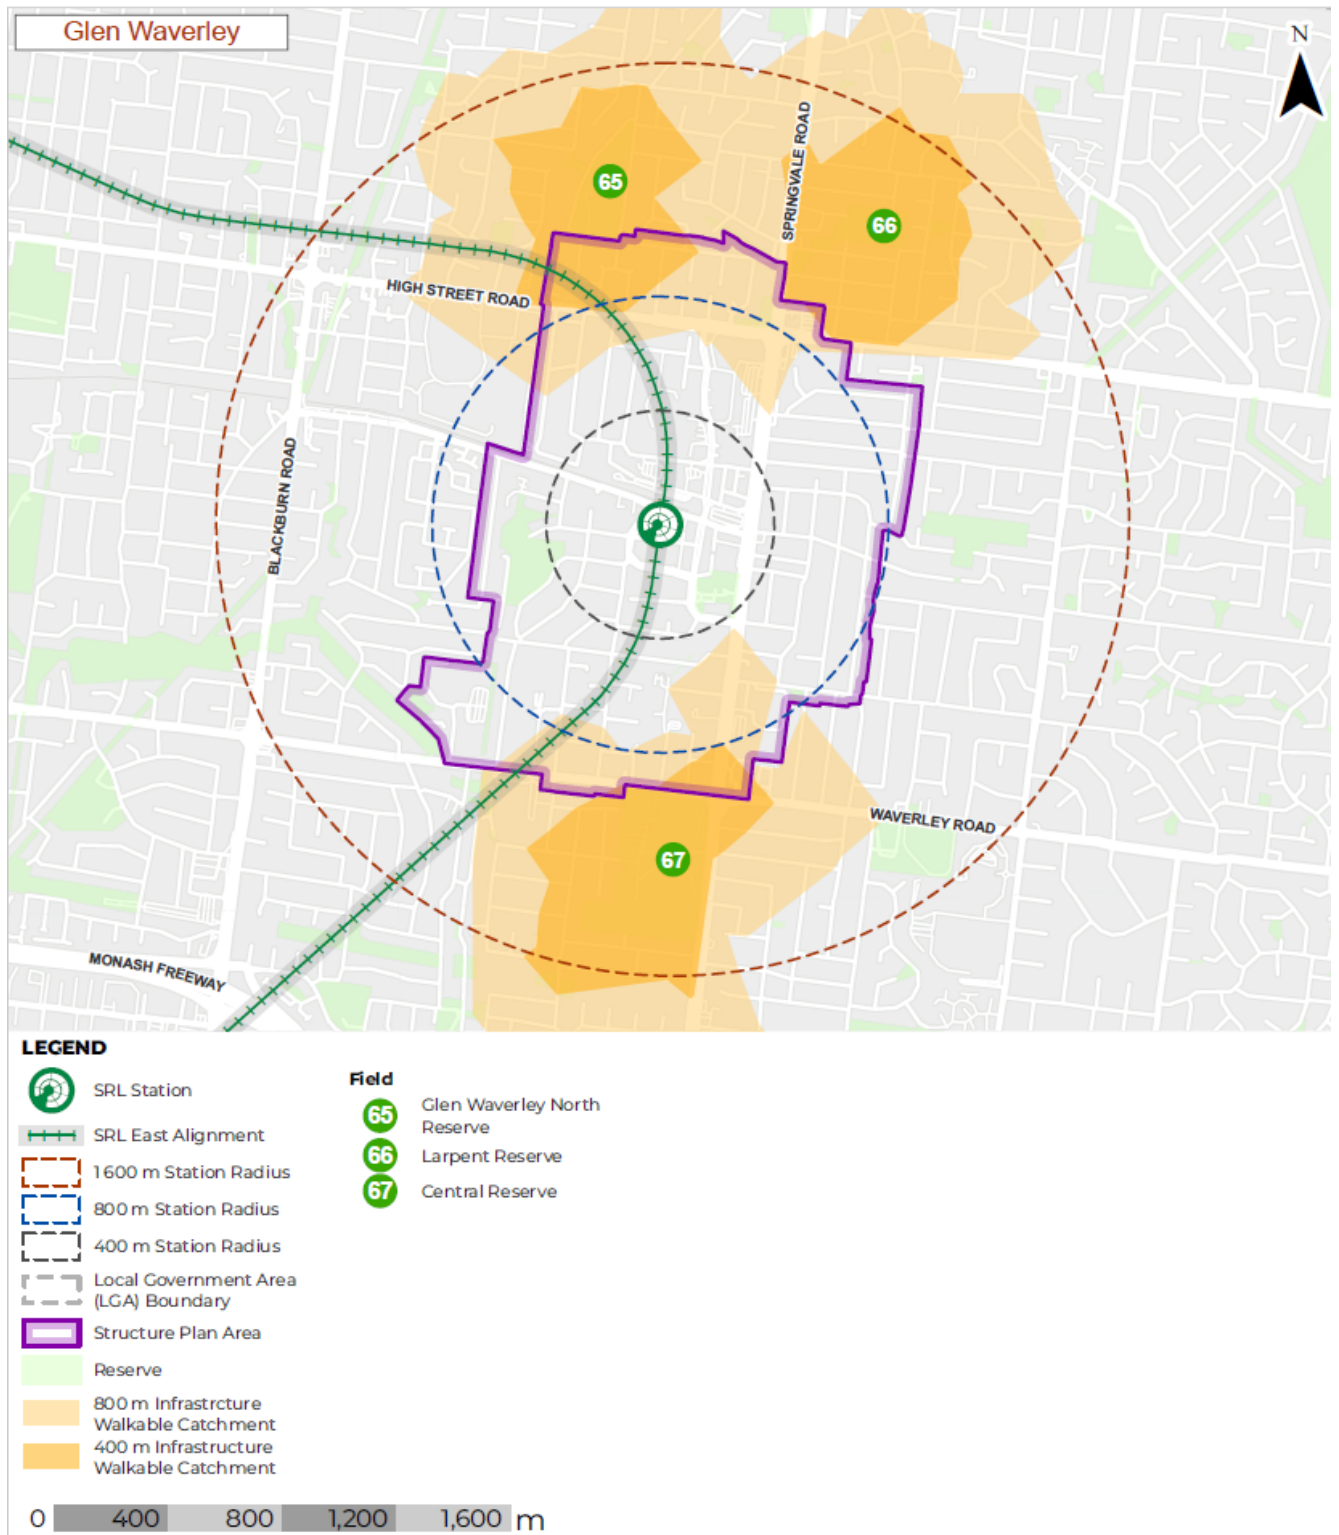 Glen Waverley
N
SPRINGVALE ROAD
65
66
HIGH STREET ROAD
BLACKBURN ROAD
WAVERLEY ROAD
67
MONASH FREEWAY
LEGEND
SRL Station
SRL East Alignment
1600 m Station Radius
800 m Station Radius
400 m Station Radius
Local Government Area
(LGA) Boundary
Structure Plan Area
Reserve
800 m Infrastrcture
Walkable Catchment
400 m Infrastructure
Walkable Catchment
Field
65 Glen Waverley North
Reserve
66 Larpent Reserve
67 Central Reserve
0 400 800 1,200 1,600 m